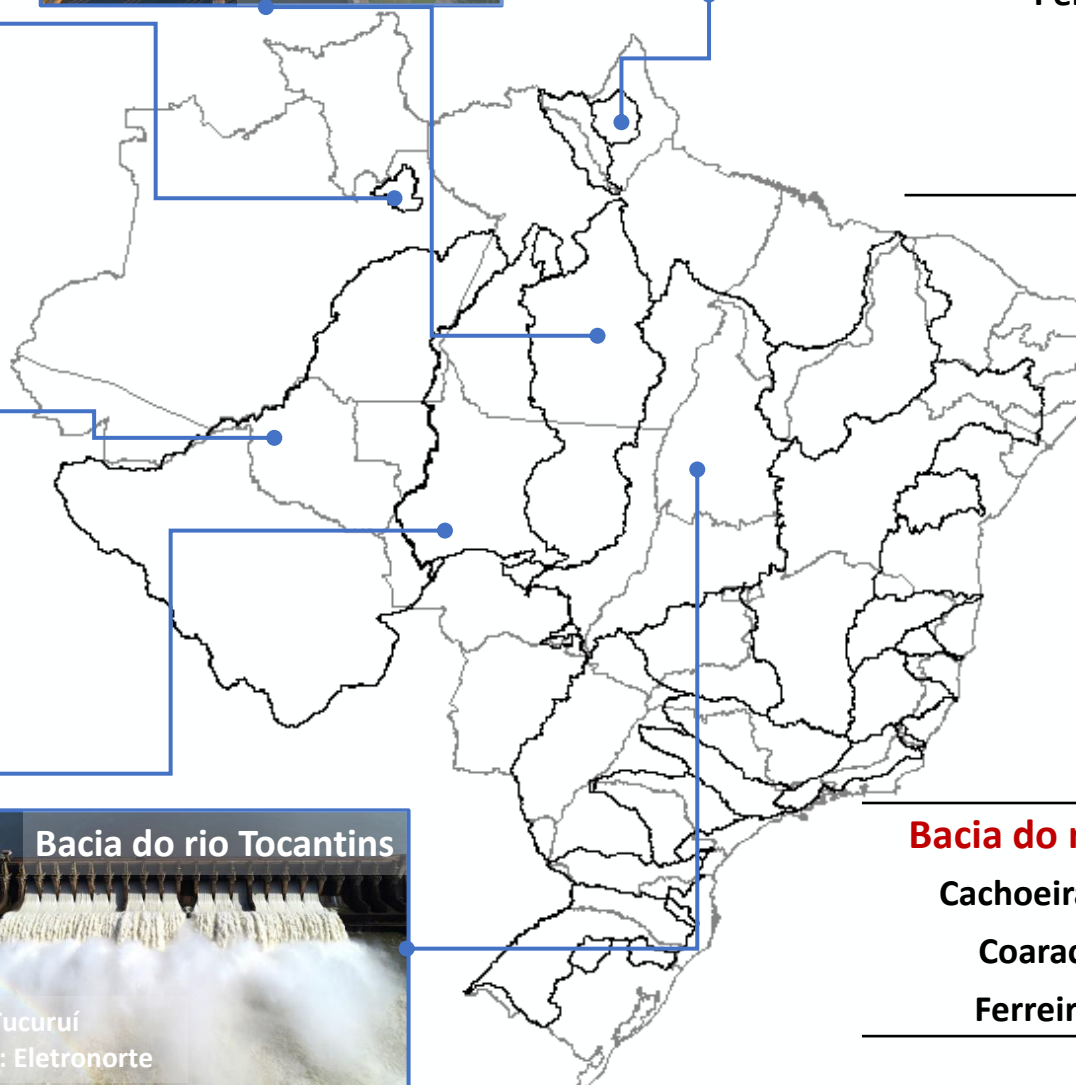 Bacia do rio Tocantins
Tucuruí
: Eletronorte
Bacia do r
Cachoeira
Coarac
Ferreir